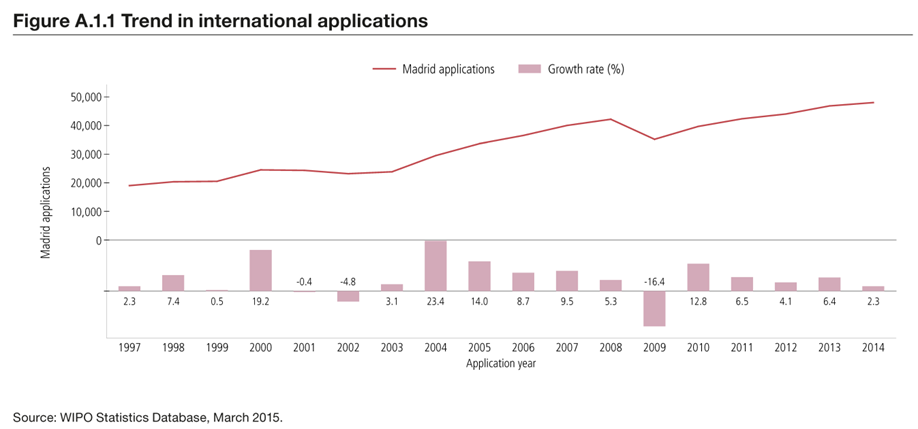 Figure A.1.1 Trend in international applications
Madrid applications Growth rate (%)
50,000
40,000
30,000
20,000
10,000
0
Madrid applications
-0.4 -4.8 -16.4
2.3 7.4 0.5 19.2 3.1 23.4 14.0 8.7 9.5 5.3 12.8 6.5 4.1 6.4 2.3
1997 1998 1999 2000 2001 2002 2003 2004 2005 2006 2007 2008 2009 2010 2011 2012 2013 2014
Application year
Source: WIPO Statistics Database, March 2015.